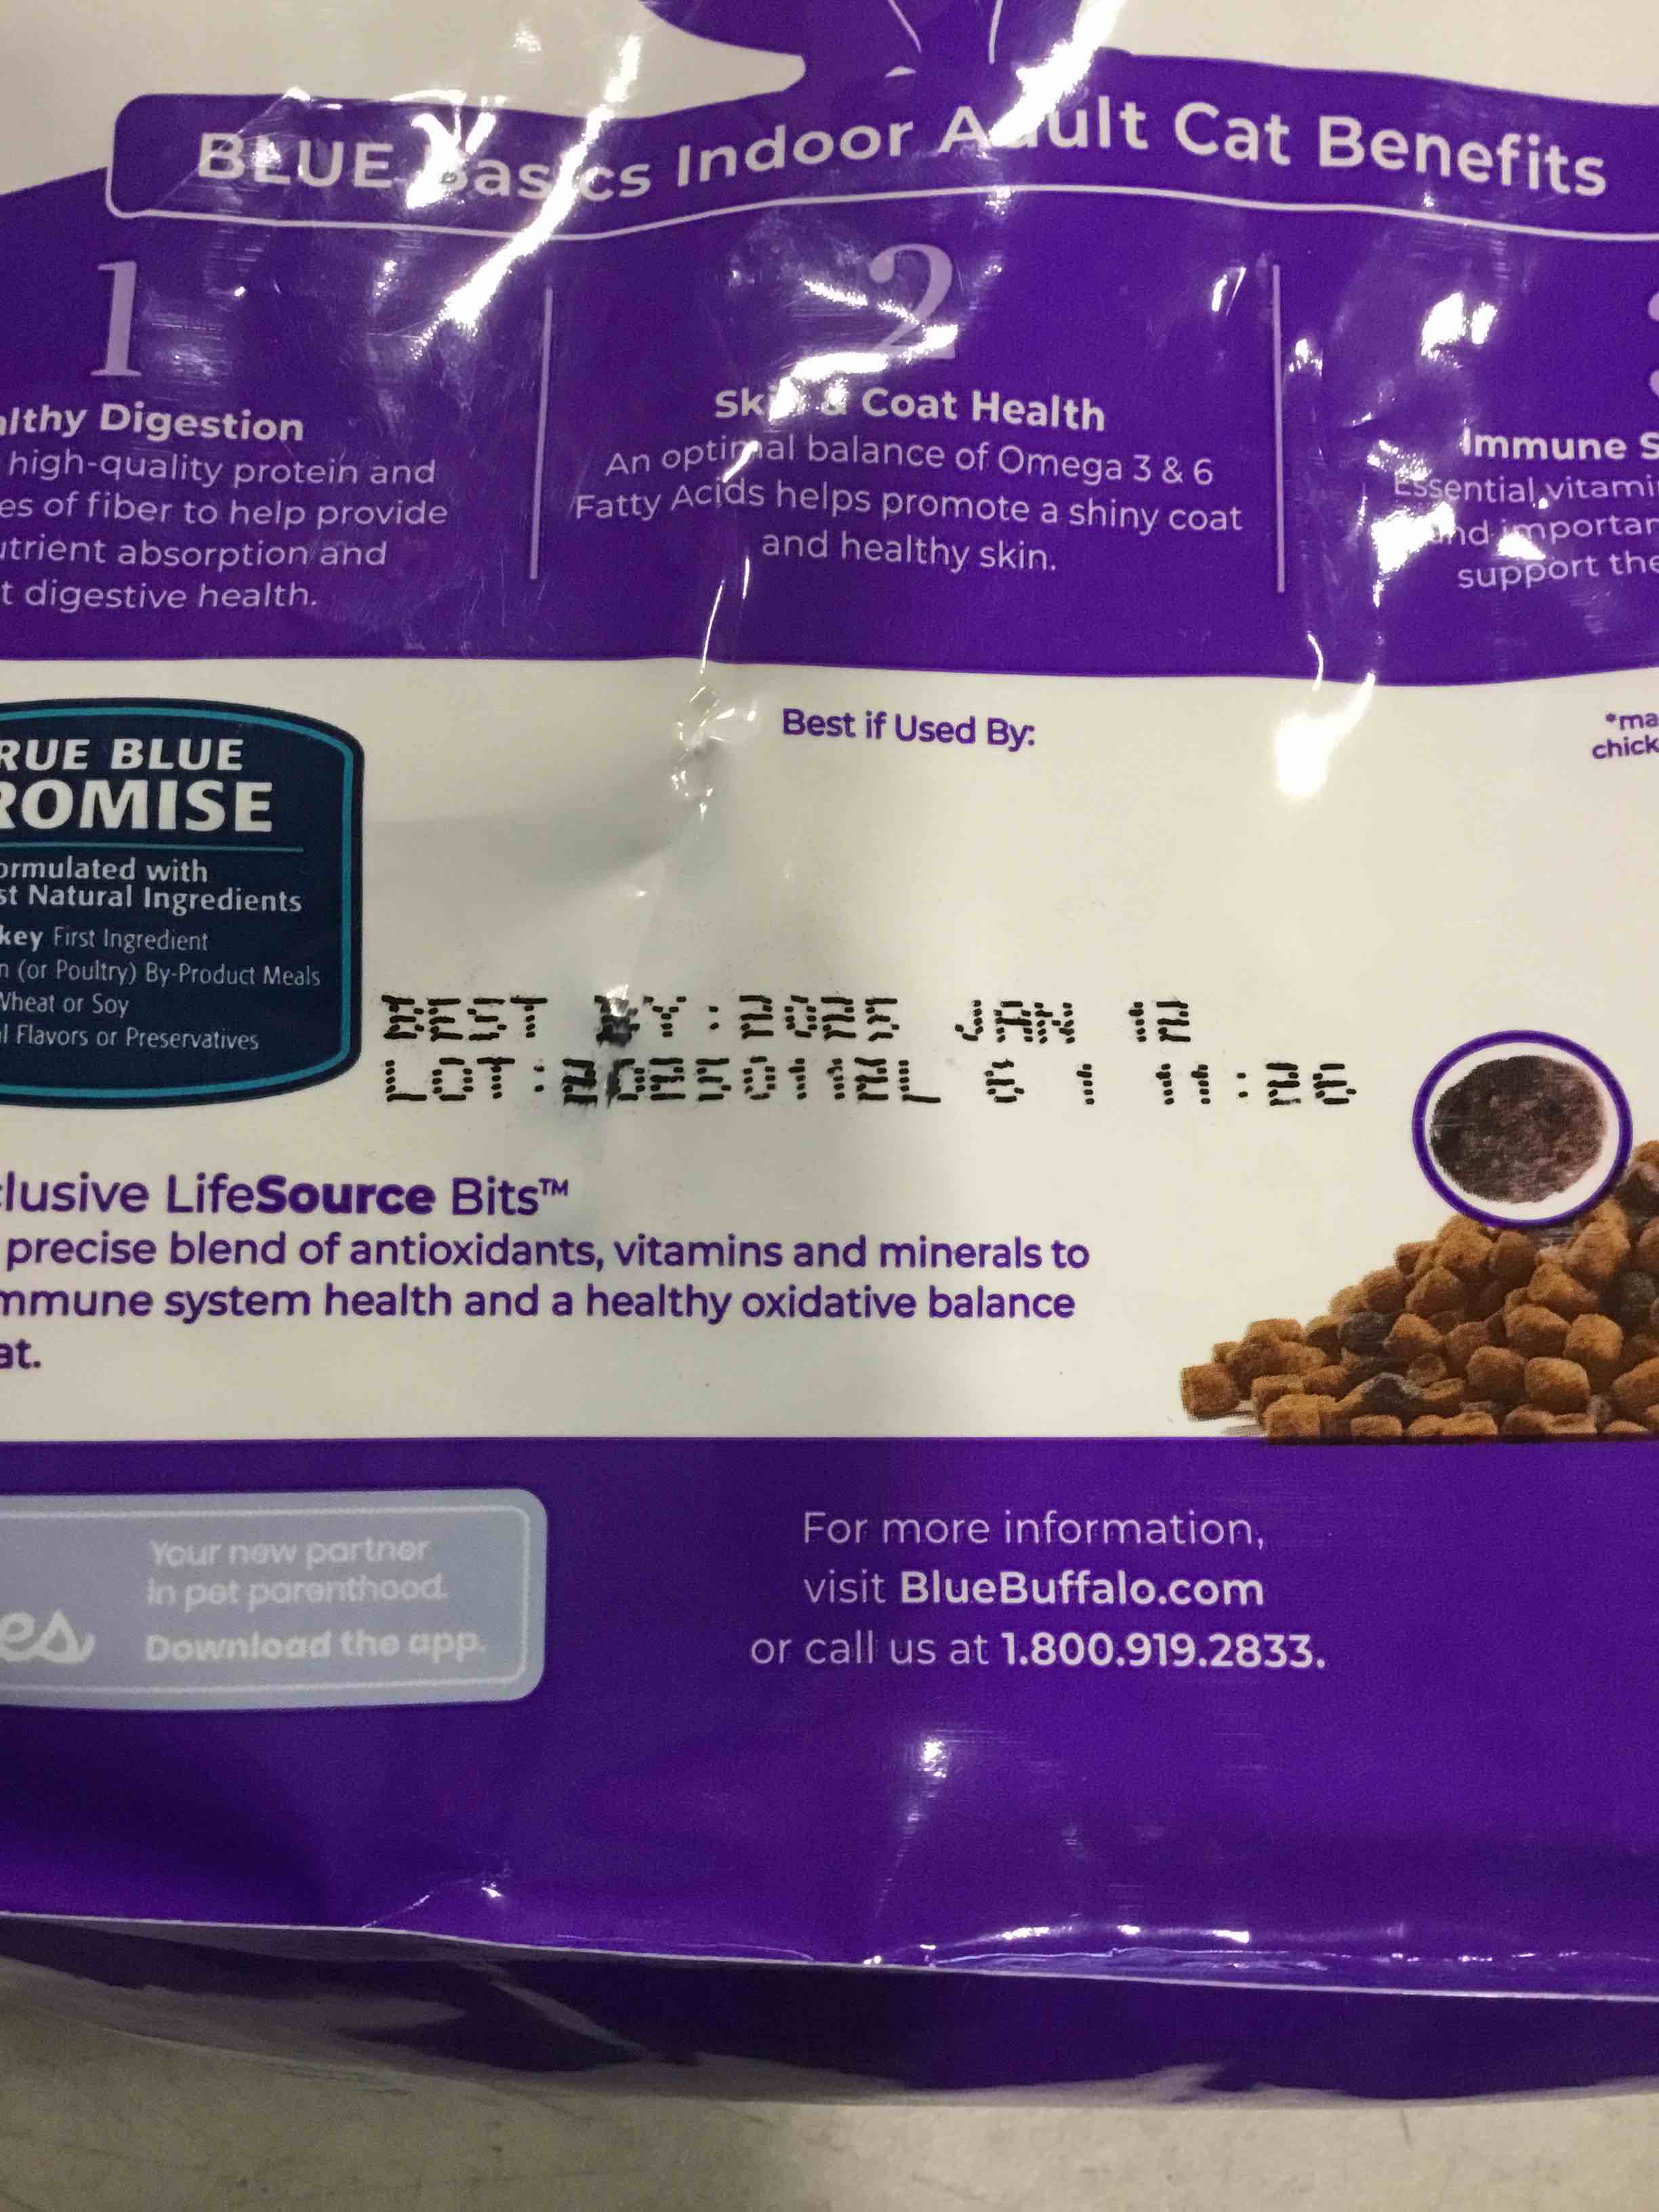 BLUE Basics Indoor Adult Cat Benefits
1
althy Digestion
high-quality protein and
es of fiber to help provide
utrient absorption and
t digestive health.
2
Skin & Coat Health
An optimal balance of Omega 3 & 6
Fatty Acids helps promote a shiny coat
and healthy skin.
Immune S
Essential vitami
and importan
support the
RUE BLUE
ROMISE
ormulated with
st Natural Ingredients
key First Ingredient
n (or Poultry) By-Product Meals
Wheat or Soy
l Flavors or Preservatives
Best if Used By:
*ma
chick
BEST BY:2025 JAN 12
LOT:20250112L 6 1 11:26
clusive LifeSource Bits™
precise blend of antioxidants, vitamins and minerals to
mmune system health and a healthy oxidative balance
at.
es
Your new partner
in pet parenthood.
Download the app.
For more information,
visit BlueBuffalo.com
or call us at 1.800.919.2833.